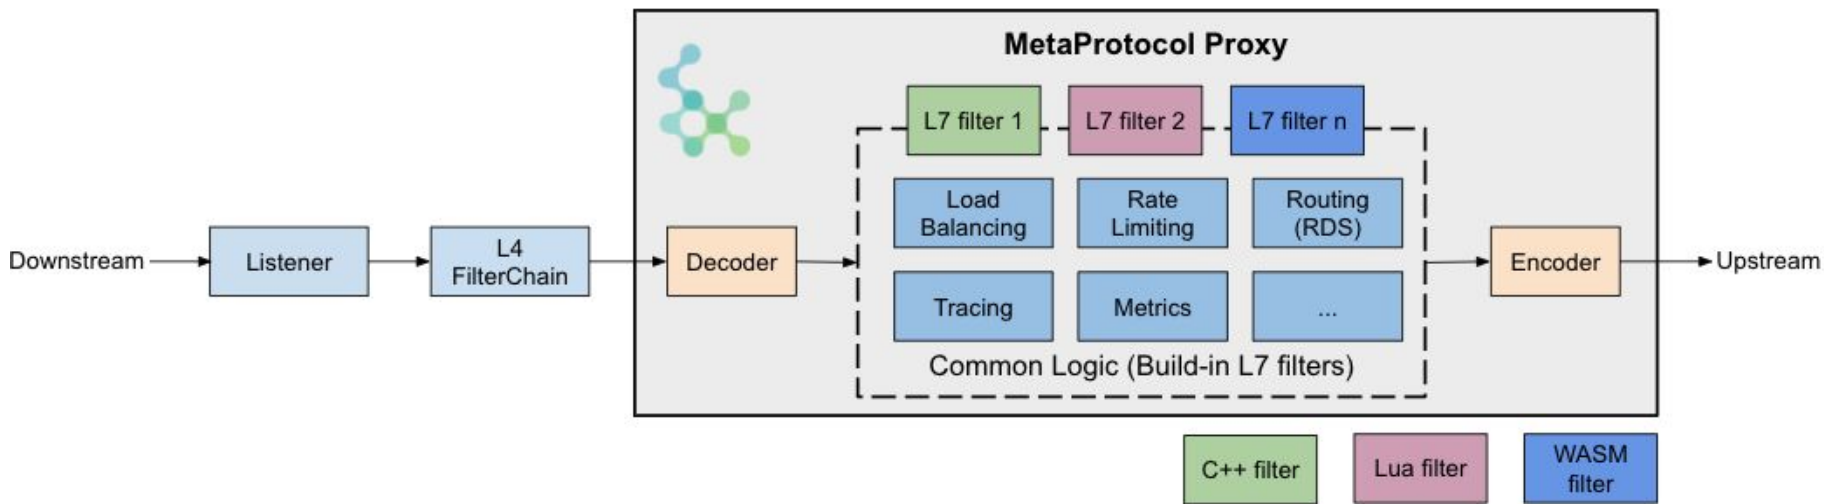 MetaProtocol Proxy
L7 filter 1
L7 filter 2
L7 filter n
Load
Balancing
Rate
Limiting
Routing
(RDS)
Downstream
Listener
L4
FilterChain
Decoder
Encoder
Upstream
Tracing
Metrics
...
Common Logic (Build-in L7 filters)
C++ filter
Lua filter
WASM
filter